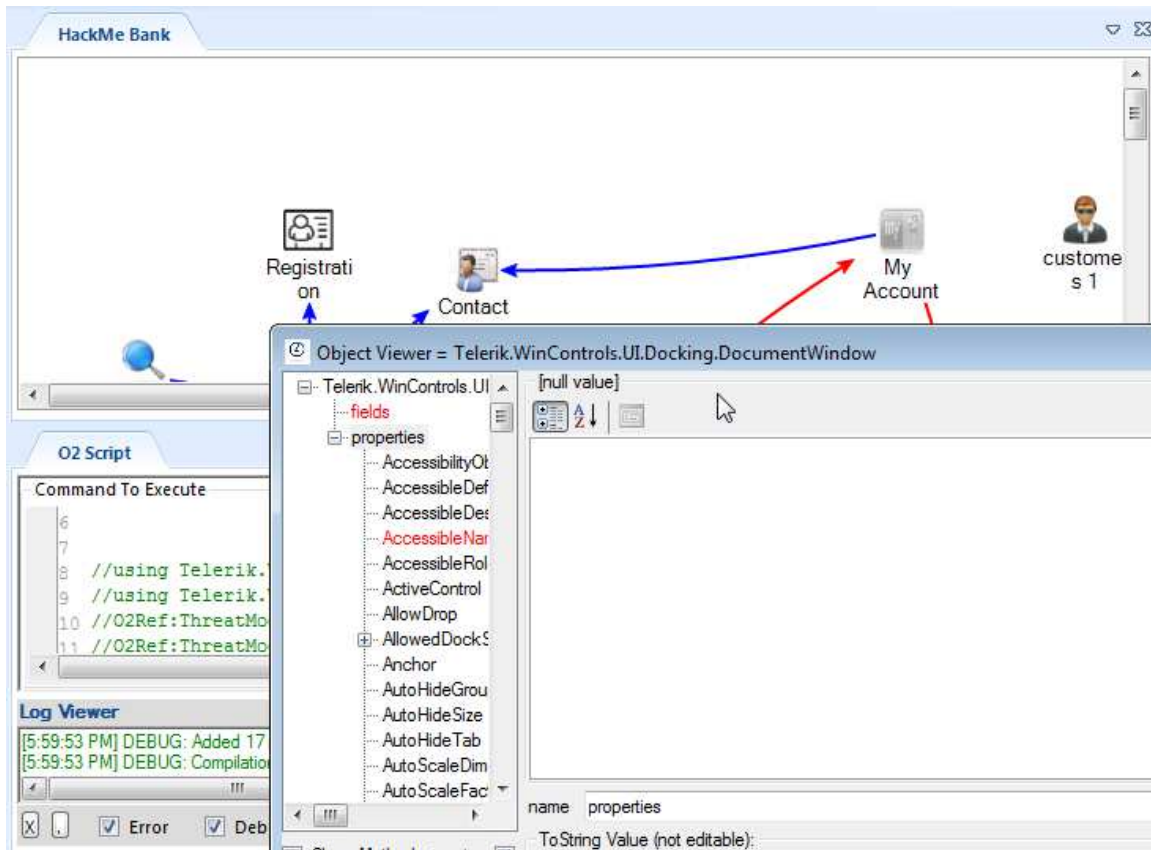 HackMe Bank
Registrati
on
Contact
My
Account
custome
s 1
Object Viewer = Telerik.WinControls.UI.Docking.DocumentWindow
Telerik.WinControls.UI
fields
properties
AccessibilityOb
AccessibleDef
AccessibleDes
AccessibleNar
AccessibleRol
ActiveControl
AllowDrop
AllowedDockS
Anchor
AutoHideGrou
AutoHideSize
AutoHideTab
AutoScaleDim
AutoScaleFac
[null value]
name properties
ToString Value (not editable):
O2 Script
Command To Execute
6
7
8 //using Telerik.
9 //using Telerik.
10 //O2Ref:ThreatMo
11 //O2Ref:ThreatMo
Log Viewer
[5:59:53 PM] DEBUG: Added 17
[5:59:53 PM] DEBUG: Compilation
X . Error Deb